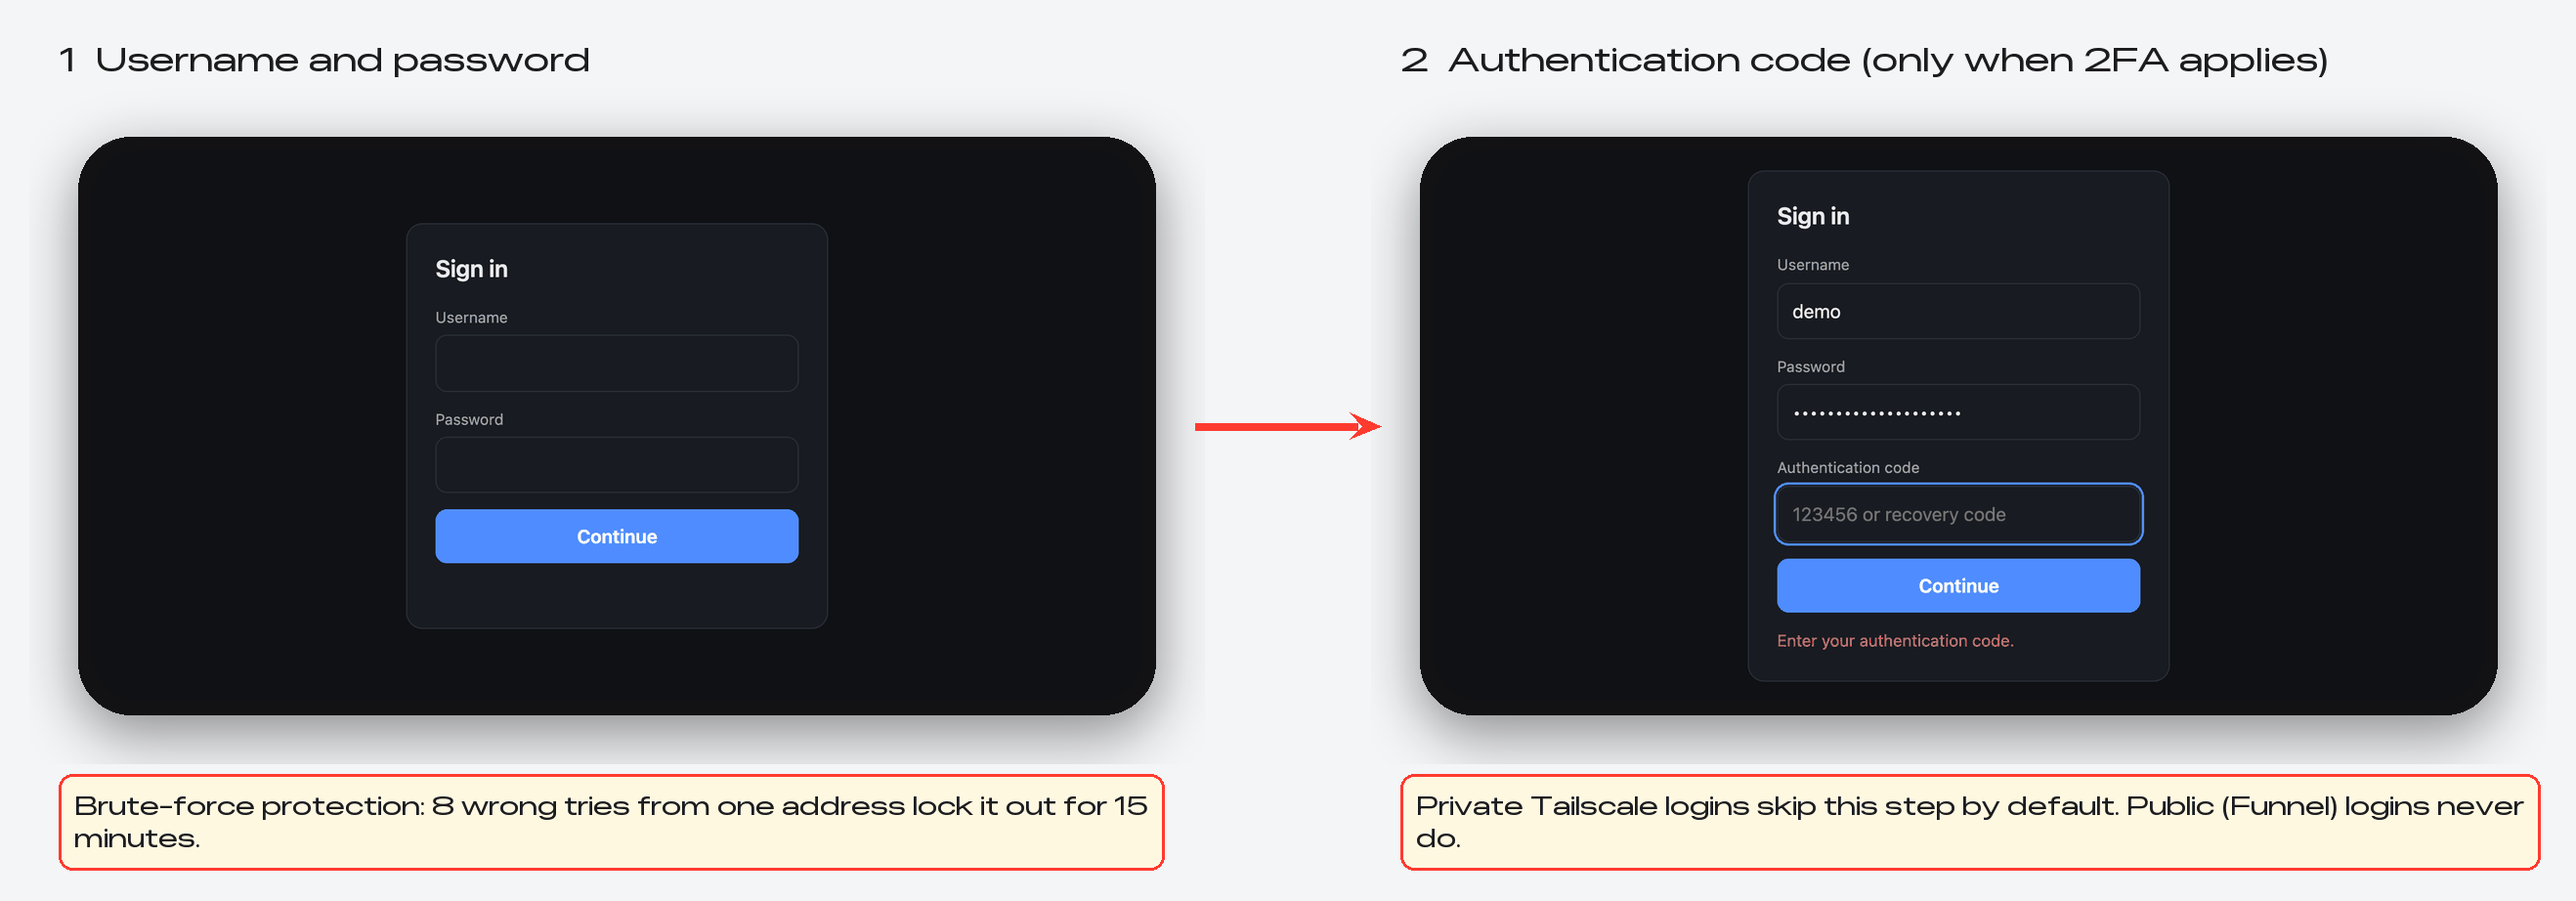 1 Username and password
Sign in
Username
Password
Continue
Brute-force protection: 8 wrong tries from one address lock it out for 15
minutes.
2 Authentication code (only when 2FA applies)
Sign in
Username
demo
Password
••••••••••••••••••••
Authentication code
123456 or recovery code
Continue
Enter your authentication code.
Private Tailscale logins skip this step by default. Public (Funnel) logins never
do.